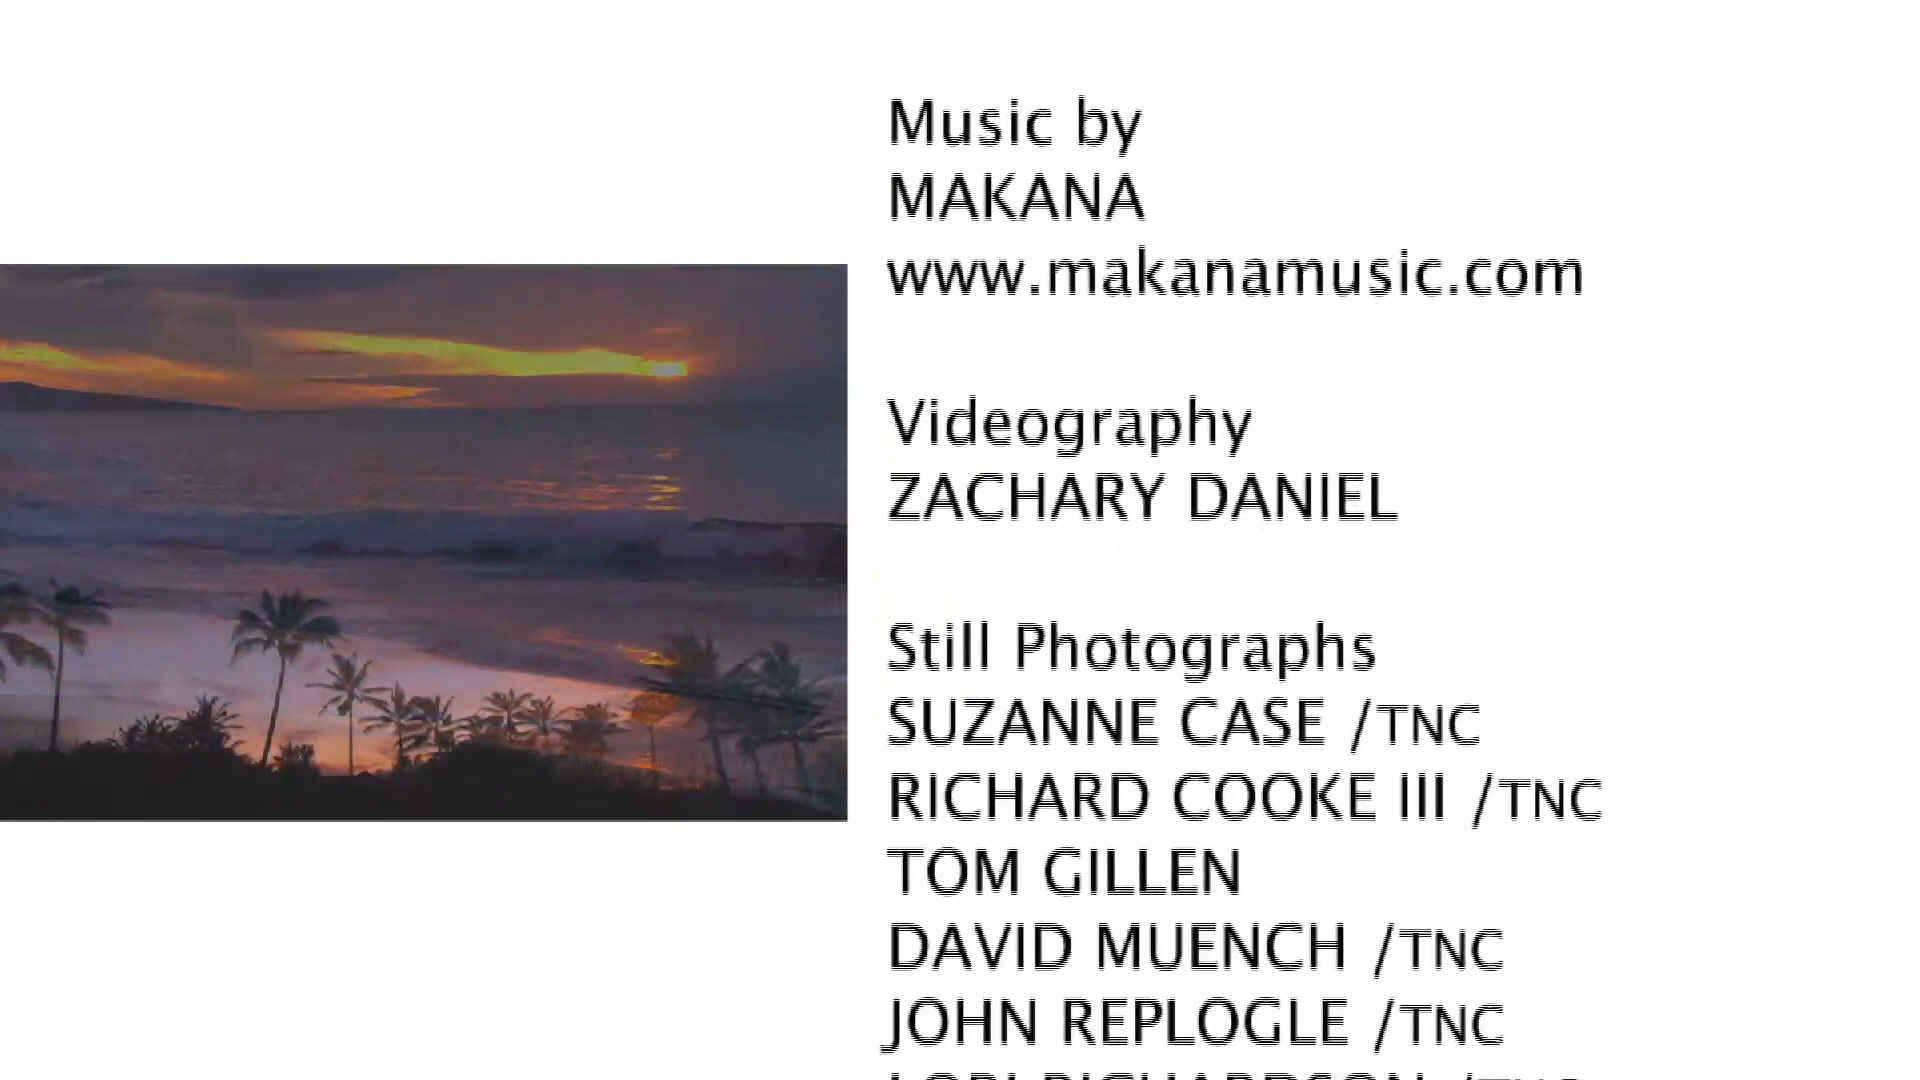 Music by
MAKANA
www.makanamusic.com
Videography
ZACHARY DANIEL
Still Photographs
SUZANNE CASE /TNC
RICHARD COOKE III /TNC
TOM GILLEN
DAVID MUENCH /TNC
JOHN REPLOGLE /TNC